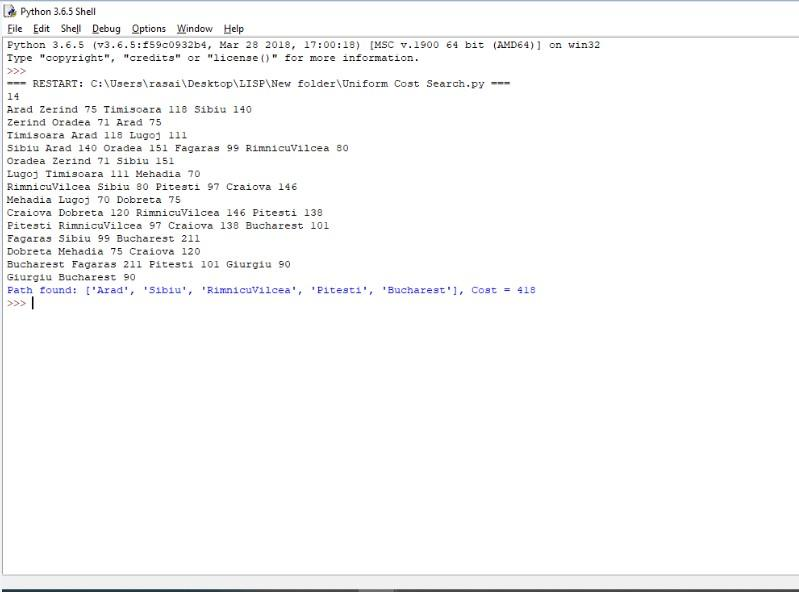 Python 3.6.5 Shell
File Edit Shell Debug Options Window Help
Python 3.6.5 (v3.6.5:f59c0932b4, Mar 28 2018, 17:00:18) [MSC v.1900 64 bit (AMD64)] on win32
Type "copyright", "credits" or "license()" for more information.
>>>
=== RESTART: C:\Users\rasai\Desktop\LISP\New folder\Uniform Cost Search.py ===
14
Arad Zerind 75 Timisoara 118 Sibiu 140
Zerind Oradea 71 Arad 75
Timisoara Arad 118 Lugoj 111
Sibiu Arad 140 Oradea 151 Fagaras 99 RimnicuVilcea 80
Oradea Zerind 71 Sibiu 151
Lugoj Timisoara 111 Mehadia 70
RimnicuVilcea Sibiu 80 Pitesti 97 Craiova 146
Mehadia Lugoj 70 Dobreta 75
Craiova Dobreta 120 RimnicuVilcea 146 Pitesti 138
Pitesti RimnicuVilcea 97 Craiova 138 Bucharest 101
Fagaras Sibiu 99 Bucharest 211
Dobreta Mehadia 75 Craiova 120
Bucharest Fagaras 211 Pitesti 101 Giurgiu 90
Giurgiu Bucharest 90
Path found: ['Arad', 'Sibiu', 'RimnicuVilcea', 'Pitesti', 'Bucharest'], Cost = 418
>>>